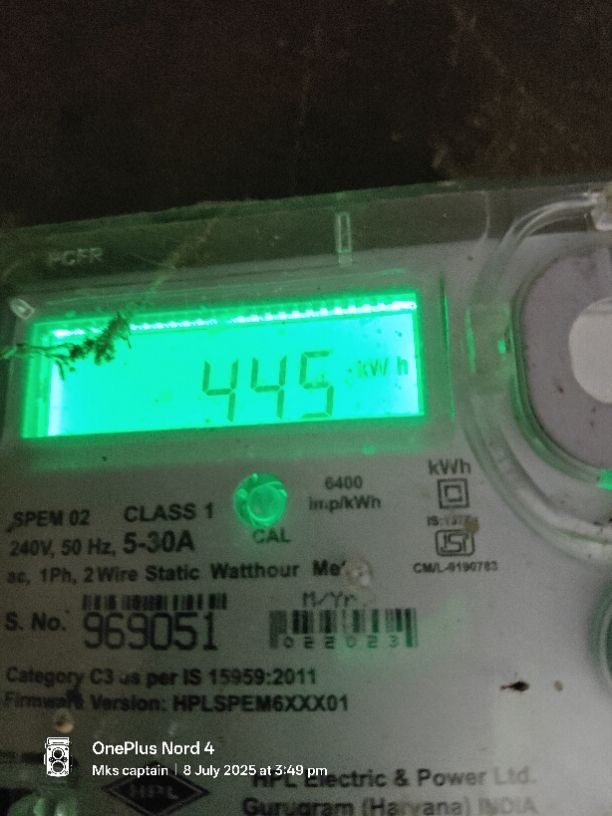 445 kWh
6400
imp/kWh
kWh
SPEM 02 CLASS 1
CAL
240V, 50 Hz, 5-30A
ac, 1Ph, 2 Wire Static Watthour
CM/L-9190783
M/Yr
S. No. 969051
022023
Category C3 as per IS 15959:2011
Firmware Version: HPLSPEM6XXX01
OnePlus Nord 4
Mks captain | 8 July 2025 at 3:49 pm
HPL
HPL Electric & Power Ltd.
Gurugram (Haryana) INDIA